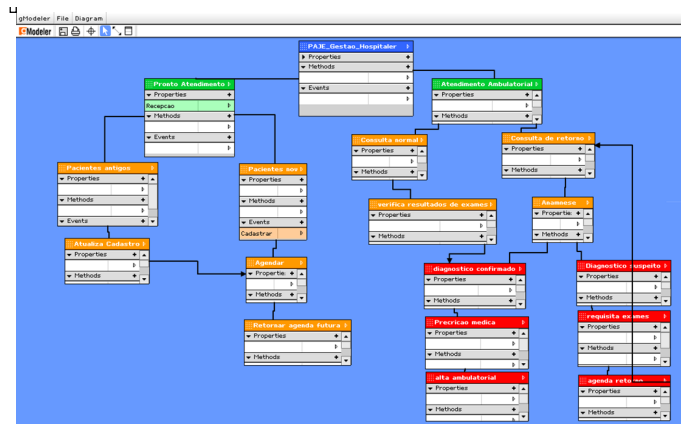 gModeler File Diagram
GModeler
PAJE_Gestao_Hospitaler
Properties
Methods
Events
Pronto Atendimento
Properties
Recepcao
Methods
Events
Atendimento Ambulatorial
Properties
Methods
Consulta normal
Properties
Methods
Consulta de retorno
Properties
Methods
Pacientes antigos
Properties
Methods
Events
Pacientes nos
Properties
Methods
Events
Cadastrar
verifica resultados de exames
Properties
Methods
Anamnese
Propertie:
Methods
Atualiza Cadastro
Properties
Methods
Agendar
Propertie:
Methods
diagnostico confirmado
Properties
Methods
Diagnostico suspeito
Properties
Methods
Retornar agenda futura
Properties
Methods
Precricao medica
Properties
Methods
requisita exames
Properties
Methods
alta ambulatorial
Properties
Methods
agenda retorno
Properties
Methods